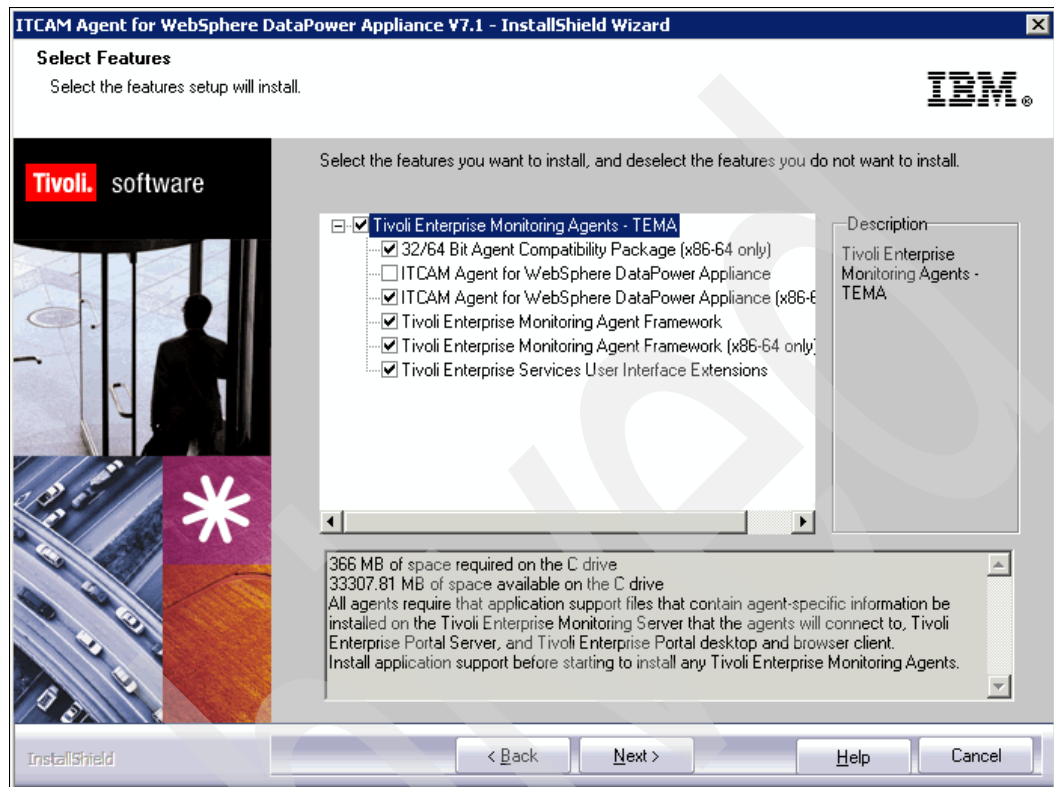 ITCAM Agent for WebSphere DataPower Appliance V7.1 - InstallShield Wizard
Select Features
Select the features setup will install.
IBM®
Tivoli. software
Select the features you want to install, and deselect the features you do not want to install.
Tivoli Enterprise Monitoring Agents - TEMA
32/64 Bit Agent Compatibility Package (x86-64 only)
ITCAM Agent for WebSphere DataPower Appliance
ITCAM Agent for WebSphere DataPower Appliance (x86-6
Tivoli Enterprise Monitoring Agent Framework
Tivoli Enterprise Monitoring Agent Framework (x86-64 only)
Tivoli Enterprise Services User Interface Extensions
Description
Tivoli Enterprise
Monitoring Agents -
TEMA
366 MB of space required on the C drive
33307.81 MB of space available on the C drive
All agents require that application support files that contain agent-specific information be
installed on the Tivoli Enterprise Monitoring Server that the agents will connect to, Tivoli
Enterprise Portal Server, and Tivoli Enterprise Portal desktop and browser client.
Install application support before starting to install any Tivoli Enterprise Monitoring Agents.
InstallShield
< Back
Next >
Help
Cancel